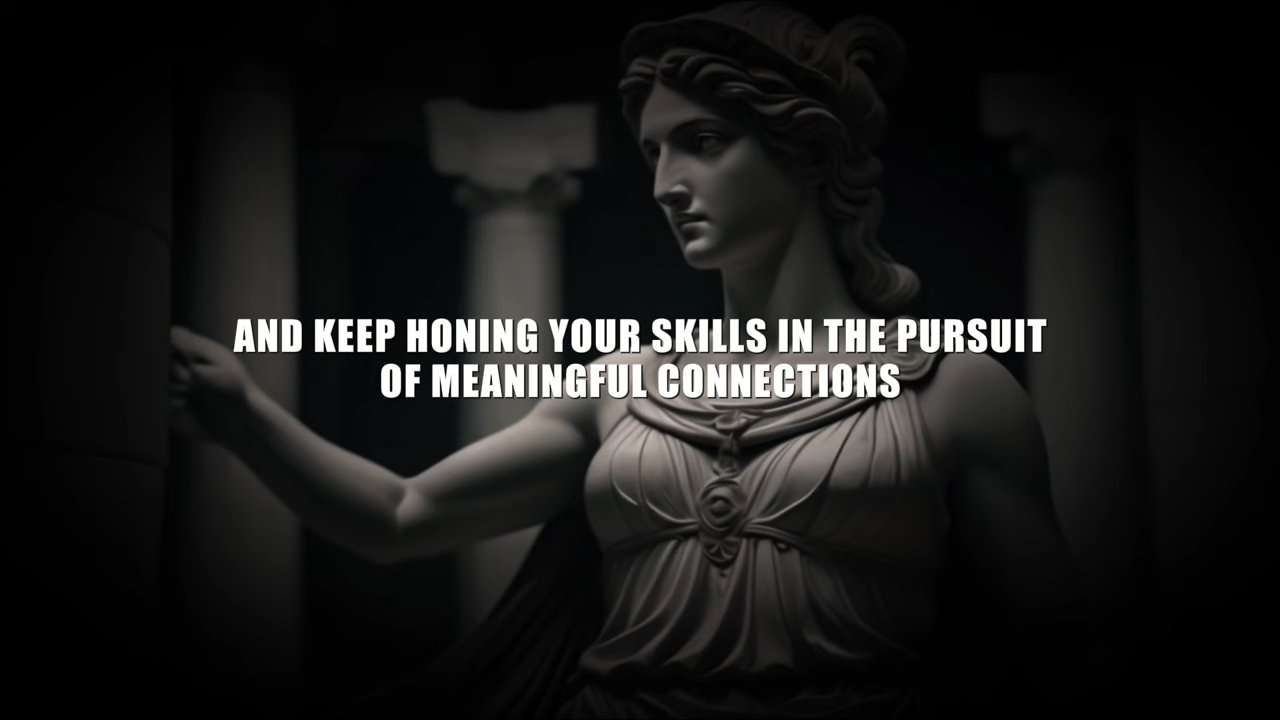 AND KEEP HONING YOUR SKILLS IN THE PURSUIT
OF MEANINGFUL CONNECTIONS